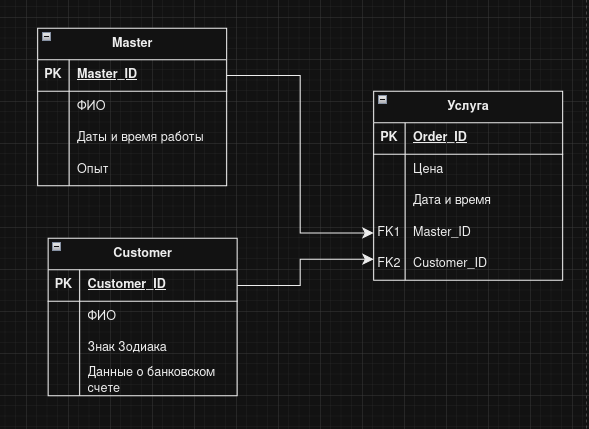 Master
PK Master_ID
ФИО
Даты и время работы
Опыт
Услуга
PK Order_ID
Цена
Дата и время
FK1 Master_ID
FK2 Customer_ID
Customer
PK Customer_ID
ФИО
Знак Зодиака
Данные о банковском
счете